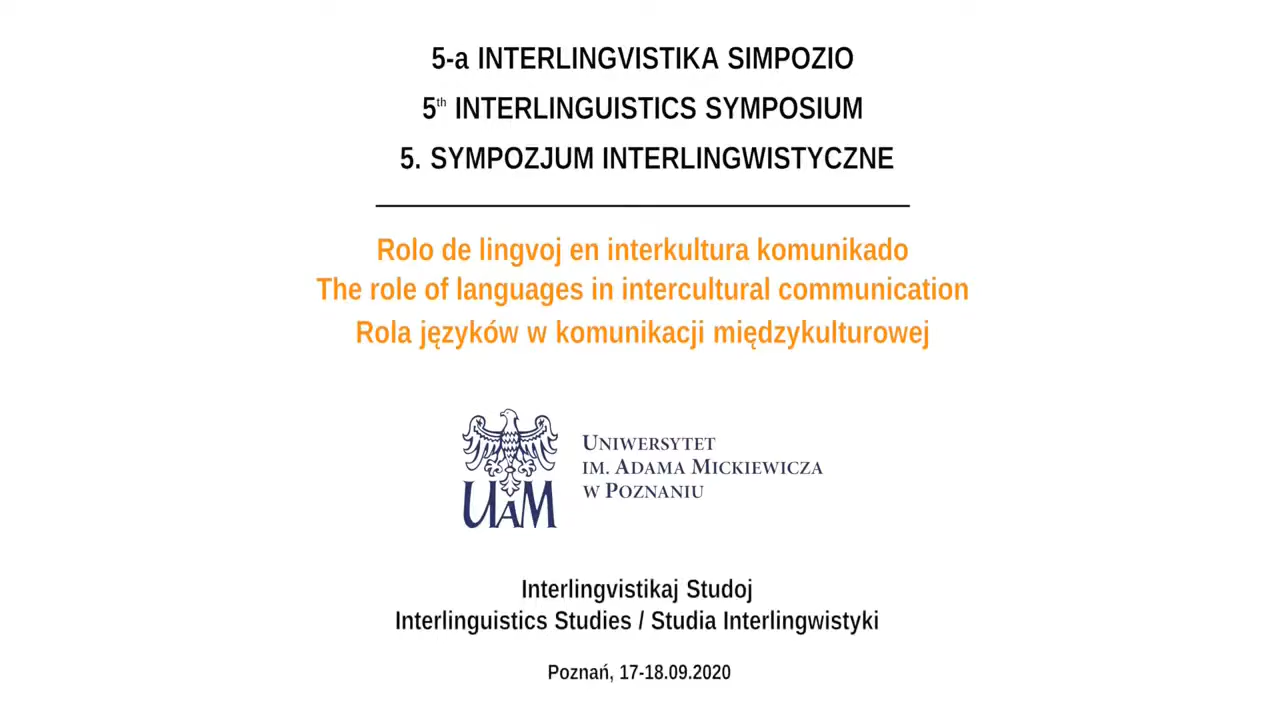 5-a INTERLINGVISTIKA SIMPOZIO
5th INTERLINGUISTICS SYMPOSIUM
5. SYMPOZJUM INTERLINGWISTYCZNE
Rolo de lingvoj en interkultura komunikado
The role of languages in intercultural communication
Rola języków w komunikacji międzykulturowej
UAM
UNIWERSYTET
IM. ADAMA MICKIEWICZA
W POZNANIU
Interlingvistikaj Studoj
Interlinguistics Studies / Studia Interlingwistyki
Poznań, 17-18.09.2020